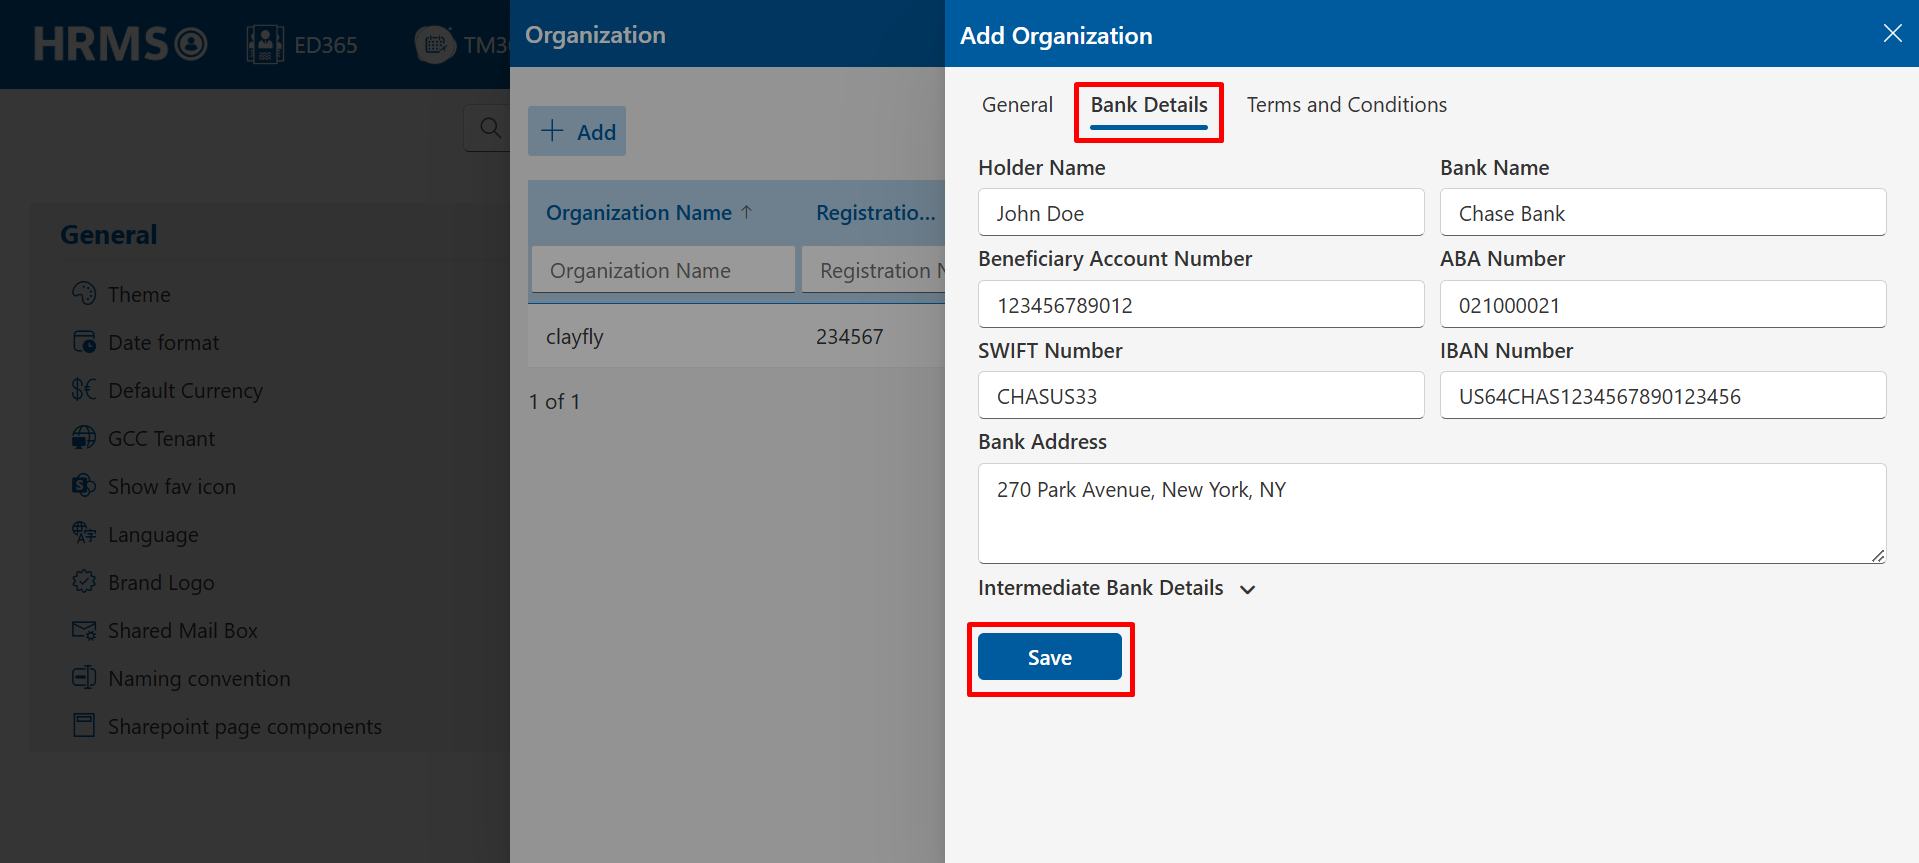 HRMS
ED365
TM3
Organization
Add Organization
General
Bank Details
Terms and Conditions
Add
Holder Name
Bank Name
John Doe
Chase Bank
Organization Name ↑
Registratio...
General
Beneficiary Account Number
ABA Number
Organization Name
Registration N
123456789012
021000021
Theme
clayfly
234567
SWIFT Number
IBAN Number
Date format
CHASUS33
US64CHAS1234567890123456
Default Currency
1 of 1
GCC Tenant
Bank Address
Show fav icon
270 Park Avenue, New York, NY
Language
Brand Logo
Intermediate Bank Details
Shared Mail Box
Save
Naming convention
Sharepoint page components